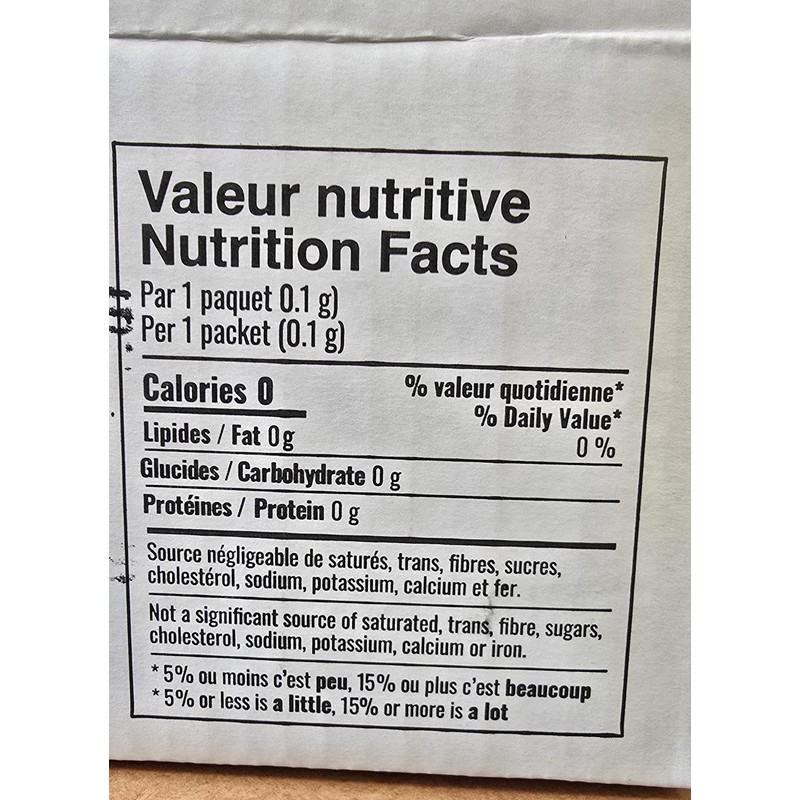 Valeur nutritive
Nutrition Facts
Par 1 paquet 0.1 g)
Per 1 packet (0.1 g)
Calories 0
% valeur quotidienne*
% Daily Value*
Lipides / Fat 0g
0 %
Glucides / Carbohydrate 0 g
Protéines / Protein 0 g
Source négligeable de saturés, trans, fibres, sucres,
cholestérol, sodium, potassium, calcium et fer.
Not a significant source of saturated, trans, fibre, sugars,
cholesterol, sodium, potassium, calcium or iron.
* 5% ou moins c'est peu, 15% ou plus c'est beaucoup
* 5% or less is a little, 15% or more is a lot